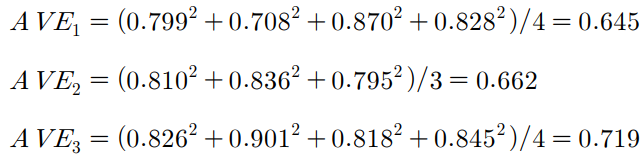 AVE₁ = (0.799² + 0.708² + 0.870² + 0.828²)/4 = 0.645
AVE₂ = (0.810² + 0.836² + 0.795²)/3 = 0.662
AVE₃ = (0.826² + 0.901² + 0.818² + 0.845²)/4 = 0.719